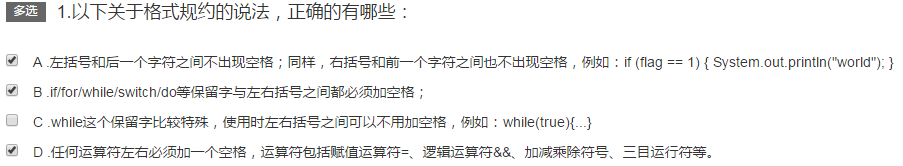 多选 1.以下关于格式规约的说法，正确的有哪些：
A .左括号和后一个字符之间不出现空格；同样，右括号和前一个字符之间也不出现空格，例如：if (flag == 1) { System.out.println("world"); }
B .if/for/while/switch/do等保留字与左右括号之间都必须加空格；
C .while这个保留字比较特殊，使用时左右括号之间可以不用加空格，例如：while(true){...}
D .任何运算符左右必须加一个空格，运算符包括赋值运算符=、逻辑运算符&&、加减乘除符号、三目运行符等。